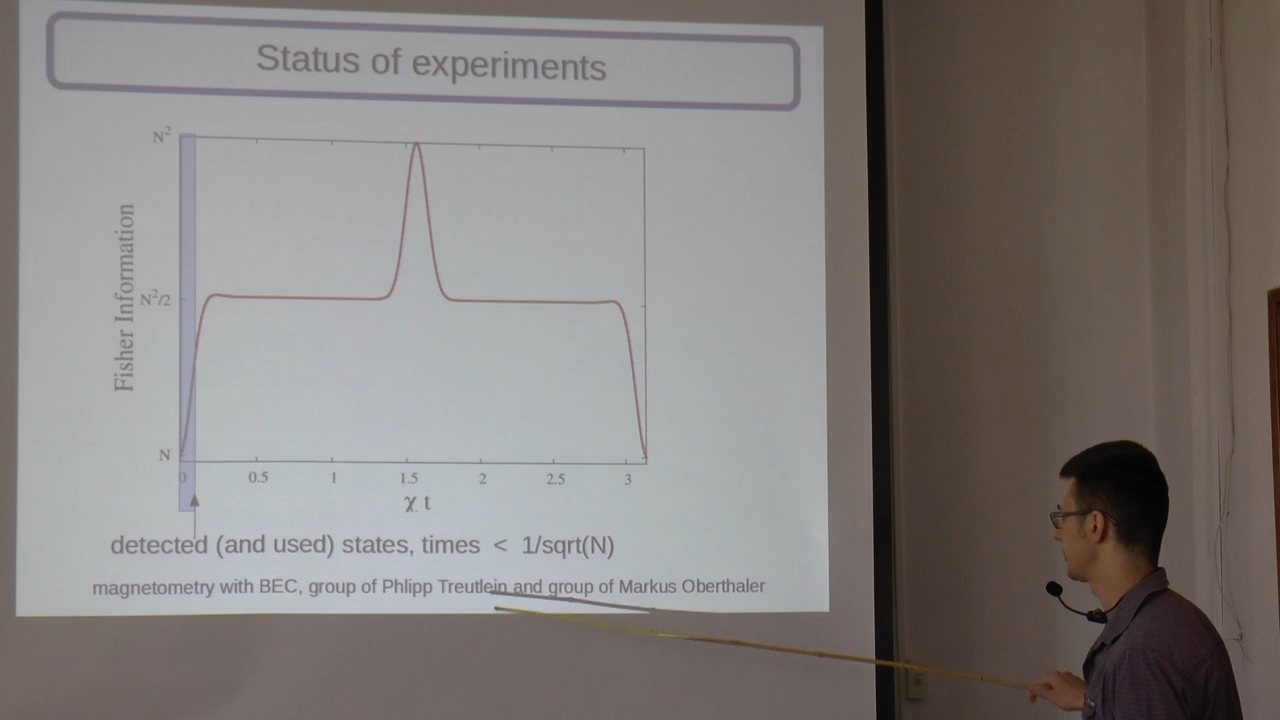 Status of experiments
N²
Fisher Information
N²/2
N
0 0.5 1 1.5 2 2.5 3
χ t
detected (and used) states, times < 1/sqrt(N)
magnetometry with BEC, group of Phlipp Treutlein and group of Markus Oberthaler